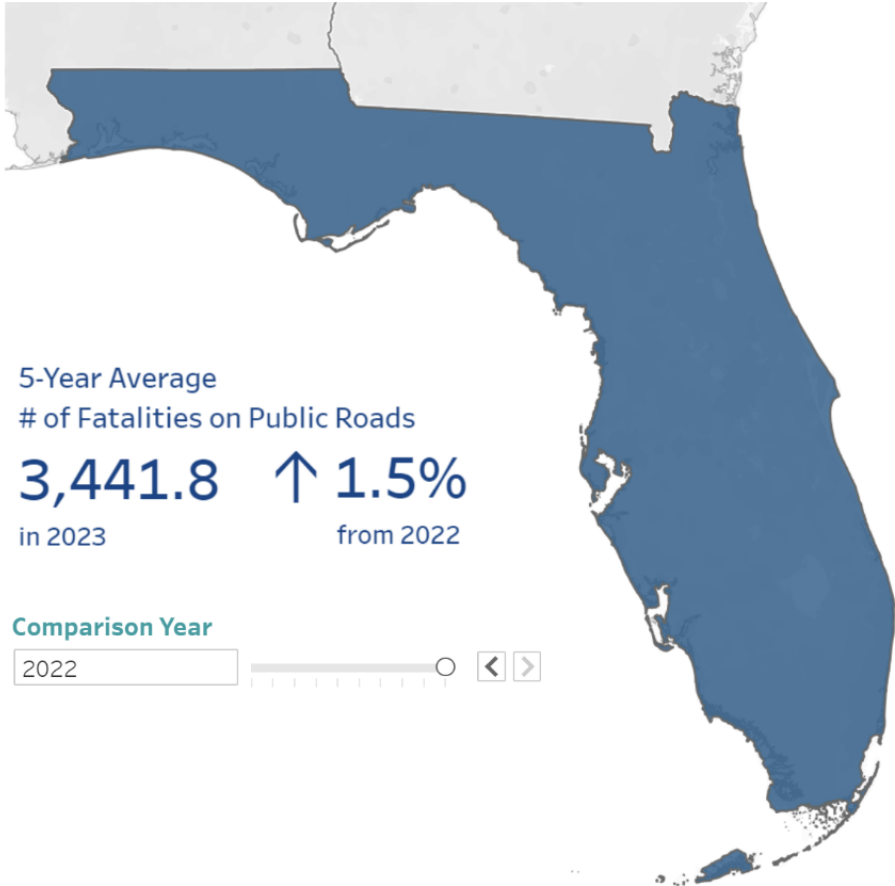 5-Year Average
# of Fatalities on Public Roads
3,441.8 ↑ 1.5%
in 2023 from 2022
Comparison Year
2022